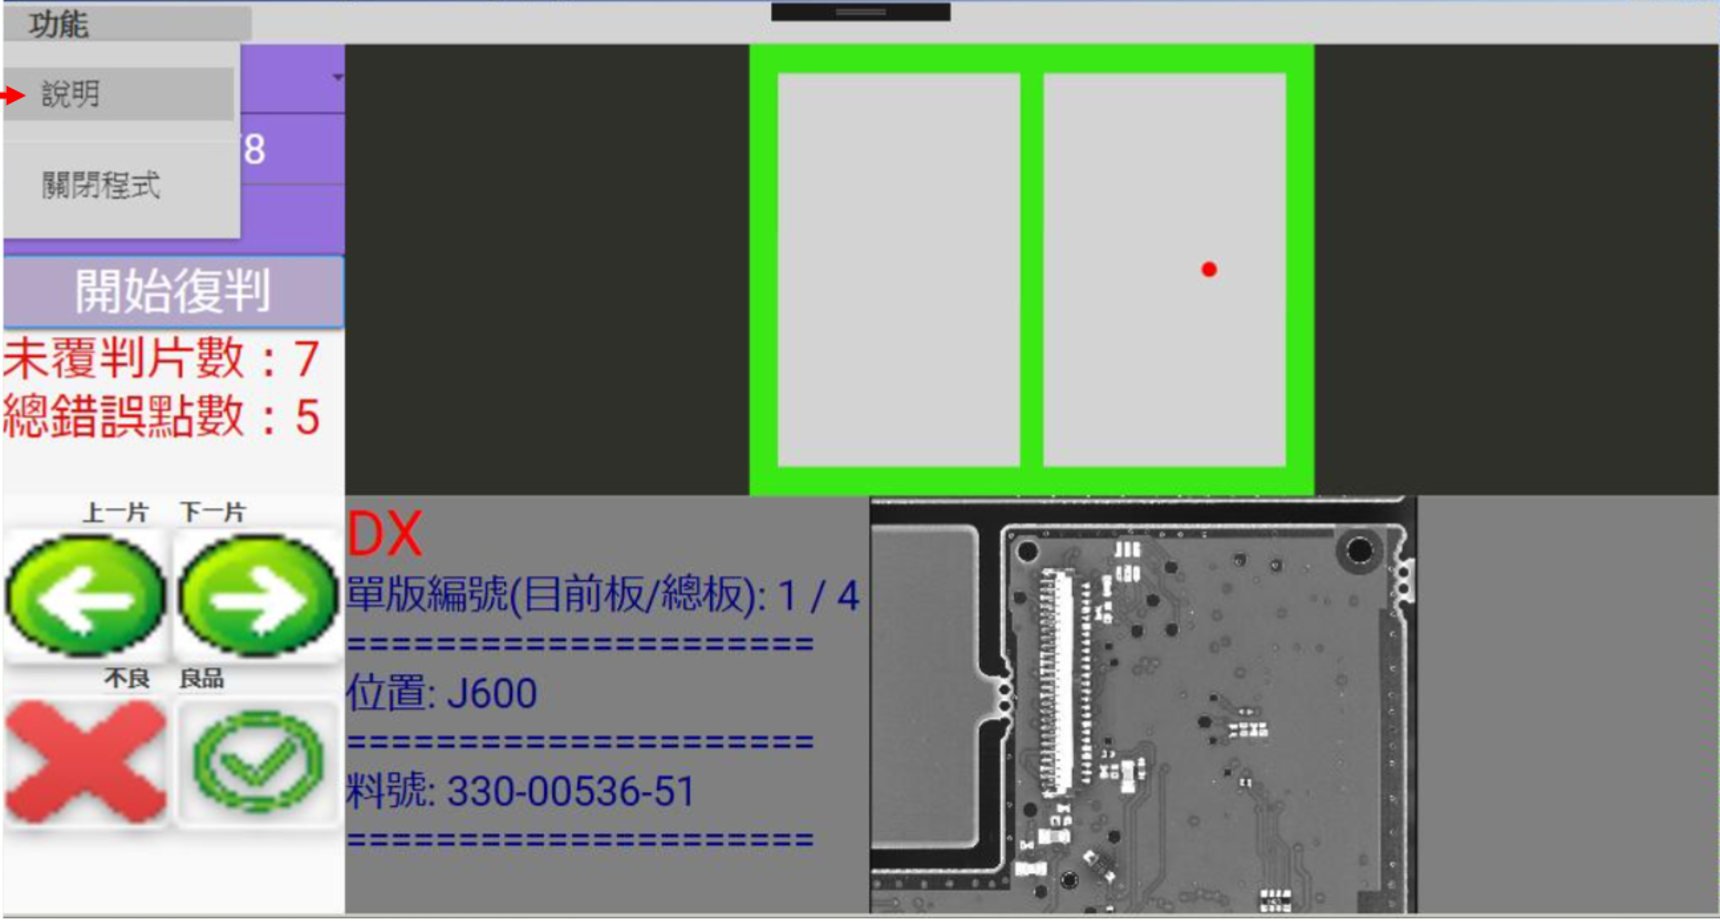 功能
說明
8
關閉程式
開始復判
未覆判片數：7
總錯誤點數：5
上一片 下一片
不良 良品
DX
單版編號(目前板/總板): 1 / 4
=====================
位置: J600
=====================
料號: 330-00536-51
=====================